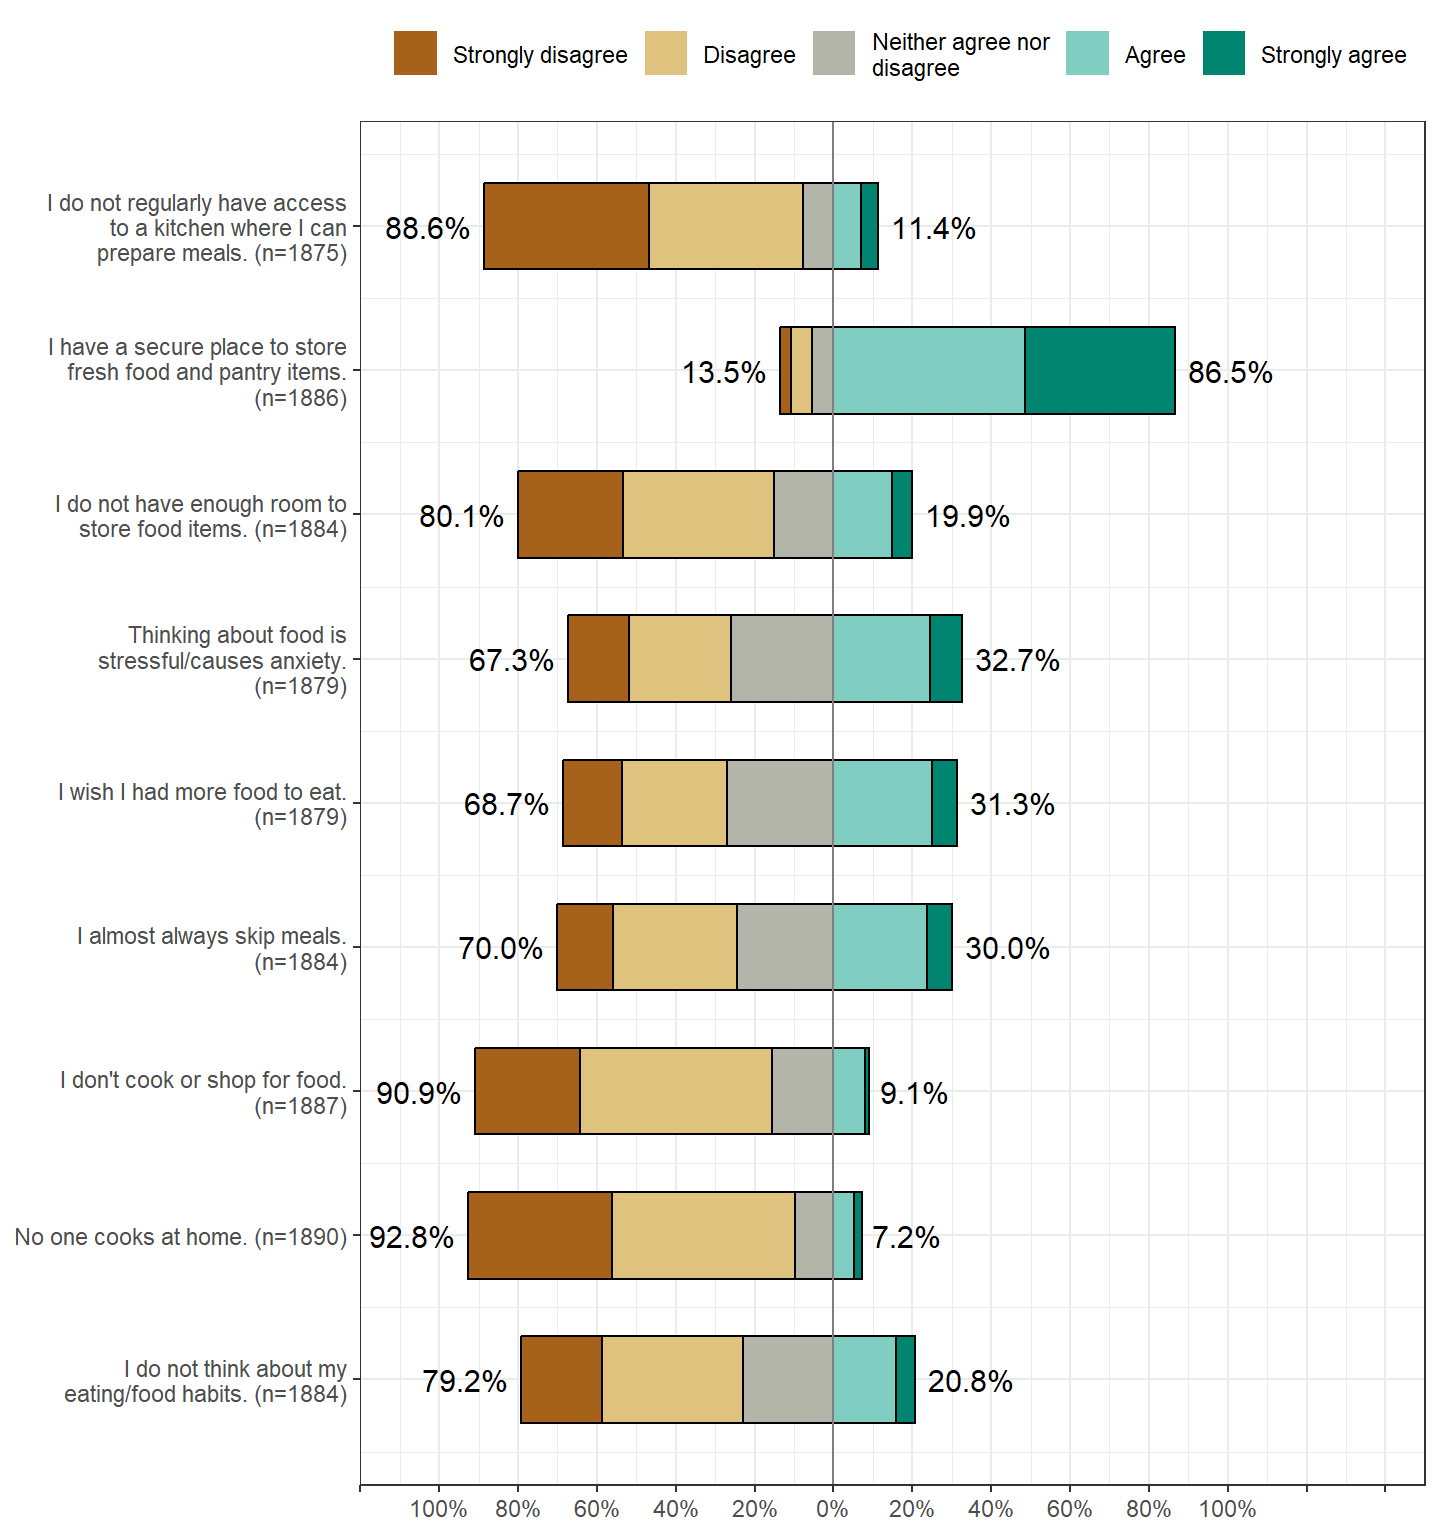 Strongly disagree
Disagree
Neither agree nor
disagree
Agree
Strongly agree
I do not regularly have access
to a kitchen where I can
prepare meals. (n=1875)
88.6%
11.4%
I have a secure place to store
fresh food and pantry items.
(n=1886)
13.5%
86.5%
I do not have enough room to
store food items. (n=1884)
80.1%
19.9%
Thinking about food is
stressful/causes anxiety.
(n=1879)
67.3%
32.7%
I wish I had more food to eat.
(n=1879)
68.7%
31.3%
I almost always skip meals.
(n=1884)
70.0%
30.0%
I don't cook or shop for food.
(n=1887)
90.9%
9.1%
No one cooks at home. (n=1890)
92.8%
7.2%
I do not think about my
eating/food habits. (n=1884)
79.2%
20.8%
100% 80% 60% 40% 20% 0% 20% 40% 60% 80% 100%